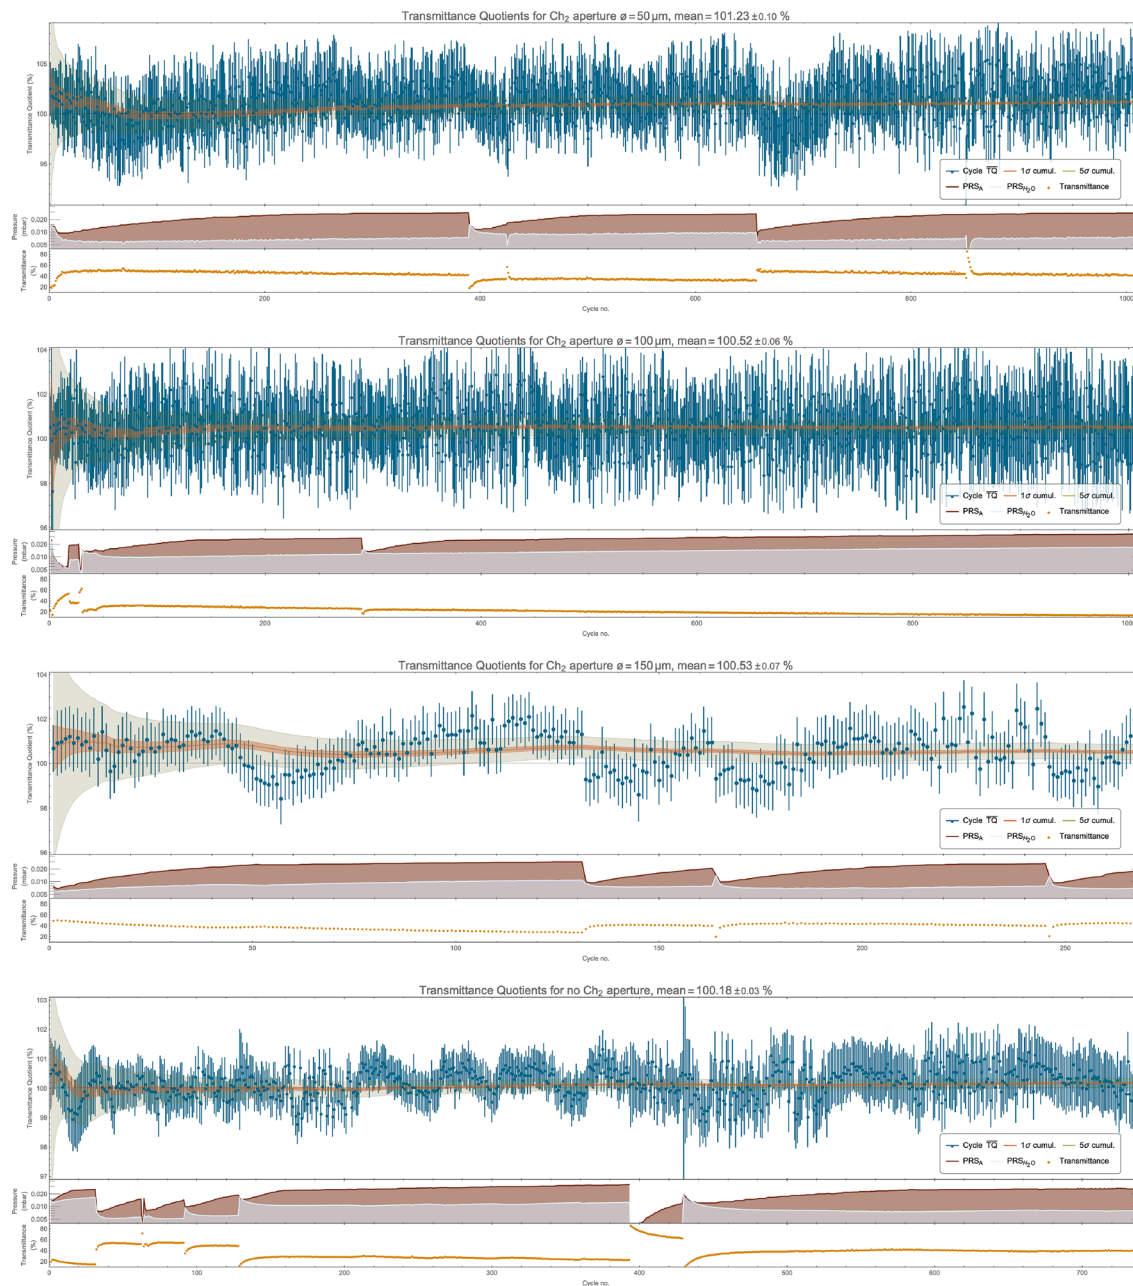 Transmittance Quotients for Ch2 aperture ø = 50 μm, mean = 101.23 ± 0.10 %
Transmittance Quotient (%)
105
100
95
Cycle TQ 1σ cumul. 5σ cumul.
PRSA PRSH2O Transmittance
Pressure (mbar)
0.020
0.010
0.005
Transmittance (%)
80
60
40
20
0 200 400 600 800 1000
Cycle no.
Transmittance Quotients for Ch2 aperture ø = 100 μm, mean = 100.52 ± 0.06 %
Transmittance Quotient (%)
104
102
100
98
96
Cycle TQ 1σ cumul. 5σ cumul.
PRSA PRSH2O Transmittance
Pressure (mbar)
0.020
0.010
0.005
Transmittance (%)
80
60
40
20
0 200 400 600 800 1000
Cycle no.
Transmittance Quotients for Ch2 aperture ø = 150 μm, mean = 100.53 ± 0.07 %
Transmittance Quotient (%)
104
102
100
98
96
Cycle TQ 1σ cumul. 5σ cumul.
PRSA PRSH2O Transmittance
Pressure (mbar)
0.020
0.010
0.005
Transmittance (%)
80
60
40
20
0 50 100 150 200 250
Cycle no.
Transmittance Quotients for no Ch2 aperture, mean = 100.18 ± 0.03 %
Transmittance Quotient (%)
103
102
101
100
99
98
97
Cycle TQ 1σ cumul. 5σ cumul.
PRSA PRSH2O Transmittance
Pressure (mbar)
0.020
0.010
0.005
Transmittance (%)
80
60
40
20
0 100 200 300 400 500 600 700
Cycle no.